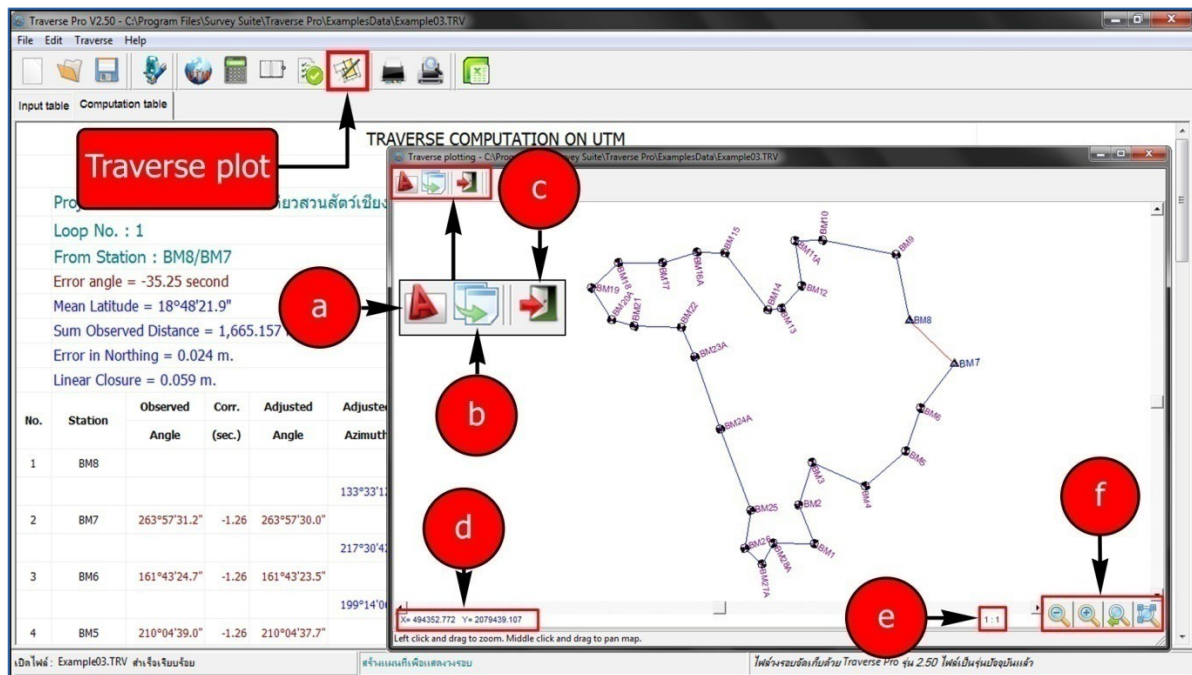 Traverse Pro V2.50 - C:\Program Files\Survey Suite\Traverse Pro\ExamplesData\Example03.TRV
File Edit Traverse Help
Input table Computation table
TRAVERSE COMPUTATION ON UTM
Traverse plot
Loop No. : 1
From Station : BM8/BM7
Error angle = -35.25 second
Mean Latitude = 18°48'21.9"
Sum Observed Distance = 1,665.157
Error in Northing = 0.024 m.
Linear Closure = 0.059 m.
No. Station Observed Angle Corr. (sec.) Adjusted Angle Adjusted Azimuth
1 BM8
133°33'12
2 BM7 263°57'31.2" -1.26 263°57'30.0"
217°30'42
3 BM6 161°43'24.7" -1.26 161°43'23.5"
199°14'06
4 BM5 210°04'39.0" -1.26 210°04'37.7"
Traverse plotting - C:\Program
vey Suite\Traverse Pro\ExamplesData\Example03.TRV
a
b
c
d
e
f
BM10
BM11A
BM9
BM15
BM16A
BM17
BM18
BM19
BM20A
BM21
BM22
BM12
BM14
BM13
BM8
BM7
BM23A
BM6
BM24A
BM5
BM3
BM4
BM2
BM25
BM1
BM26
BM28A
BM27A
X= 494352.772 Y= 2079439.107
1 : 1
Left click and drag to zoom. Middle click and drag to pan map.
เปิดไฟล์ : Example03.TRV สำเร็จเรียบร้อย
สร้างแผนที่เพื่อแสดงวงรอบ
ไฟล์วงรอบจัดเก็บด้วย Traverse Pro รุ่น 2.50 ไฟล์เป็นรุ่นปัจจุบันแล้ว